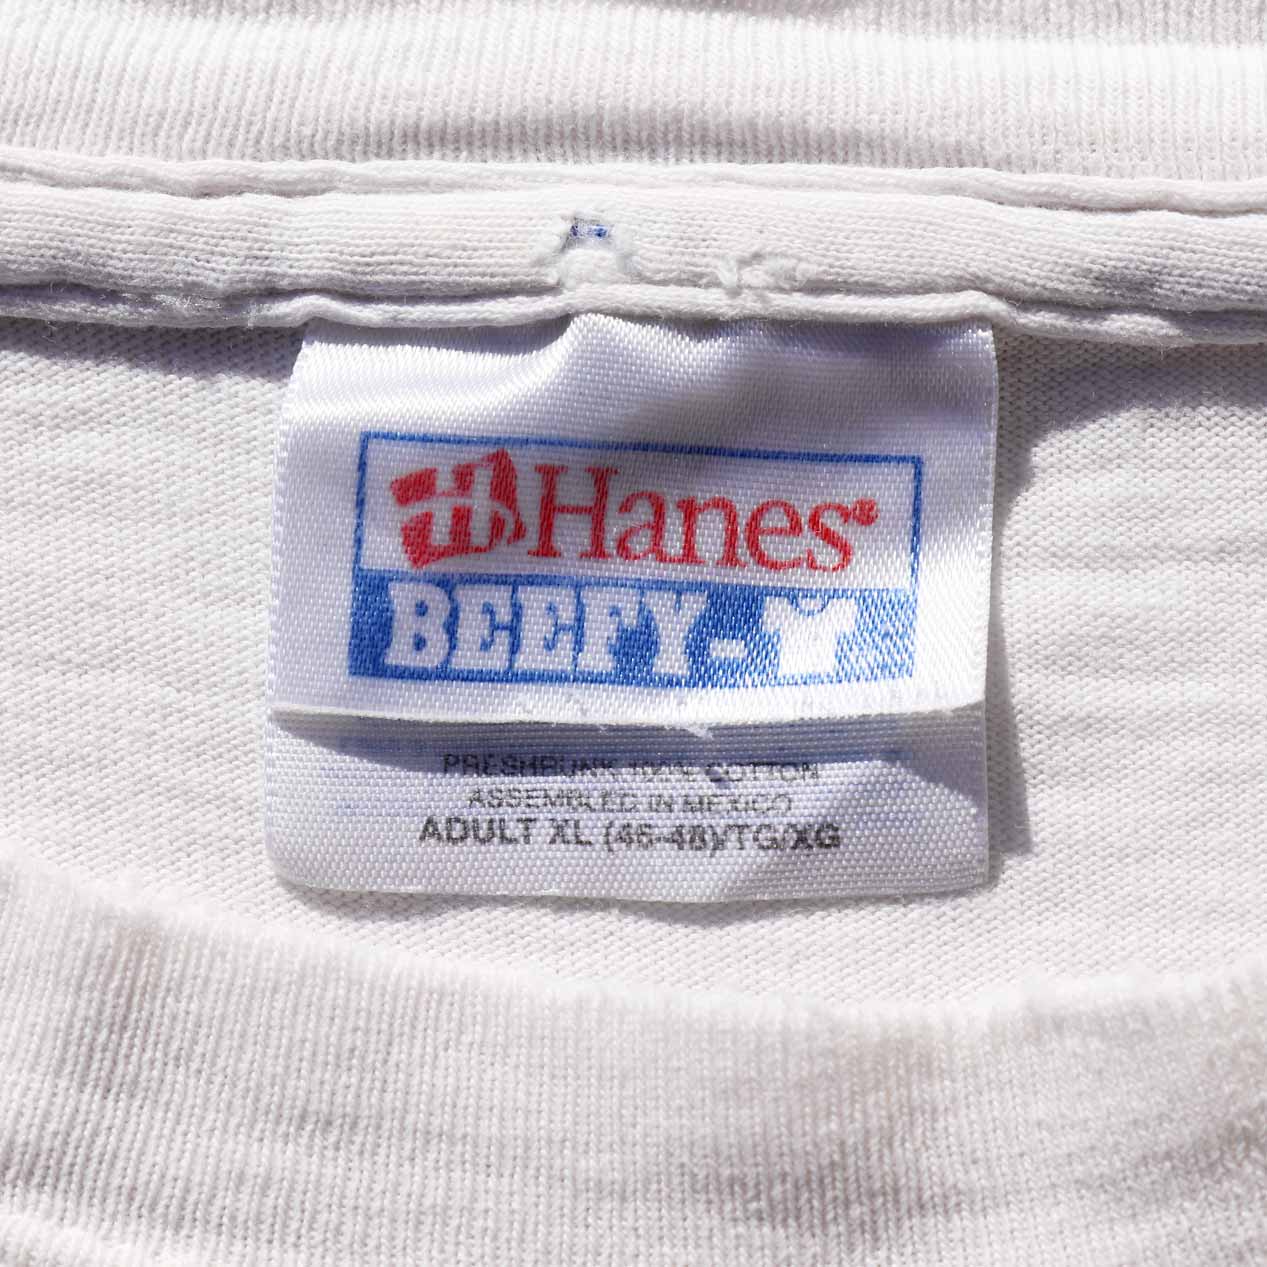 H Hanes®
BEEFY-
PRESHRUNK 100% COTTON
ASSEMBLED IN MEXICO
ADULT XL (46-48)/TG/XG